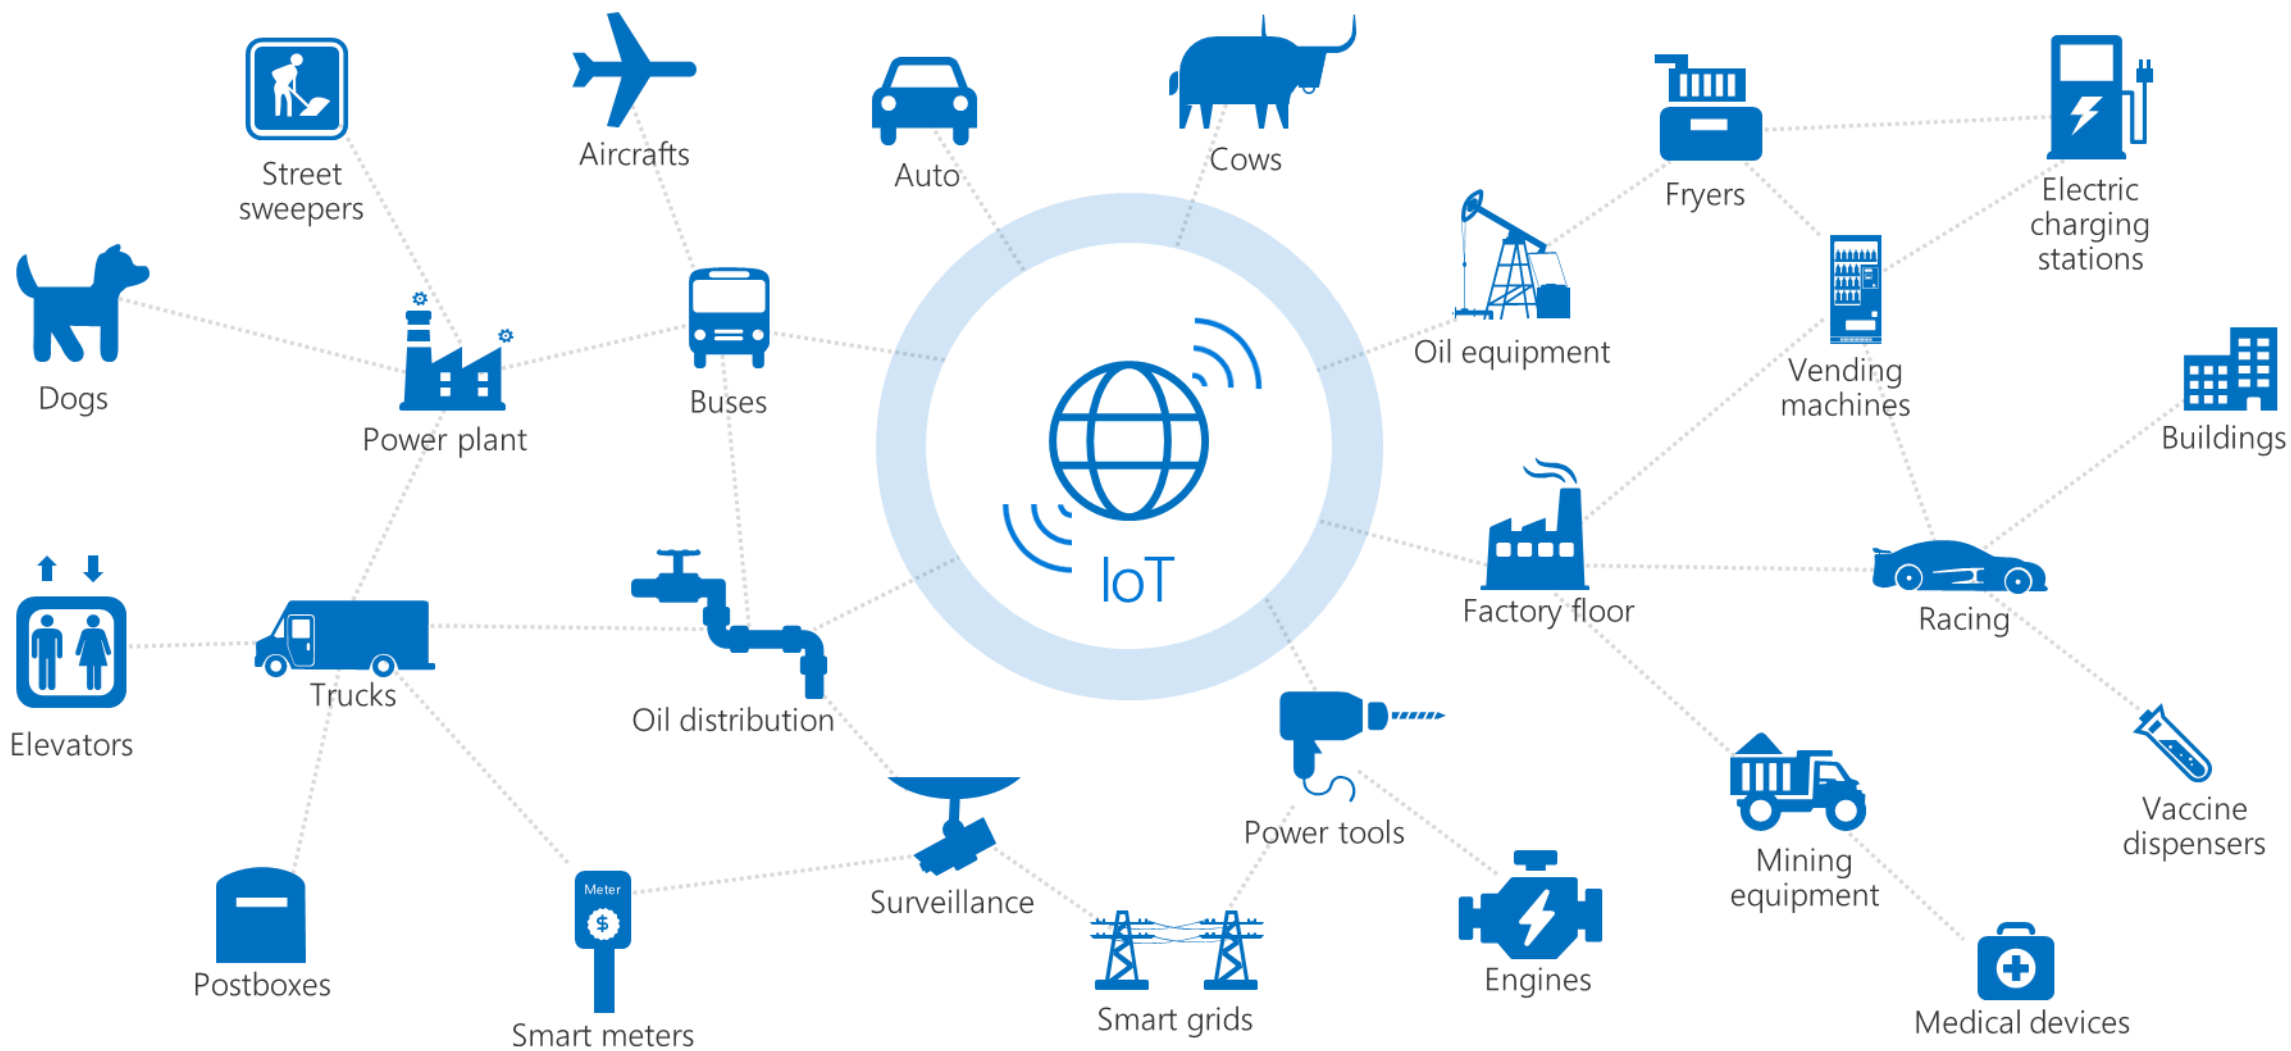 Street
sweepers
Aircrafts
Auto
Cows
Fryers
Electric
charging
stations
Dogs
Power plant
Buses
Oil equipment
Vending
machines
Buildings
IoT
Elevators
Trucks
Oil distribution
Factory floor
Racing
Power tools
Mining
equipment
Vaccine
dispensers
Postboxes
Meter
$
Smart meters
Surveillance
Smart grids
Engines
Medical devices